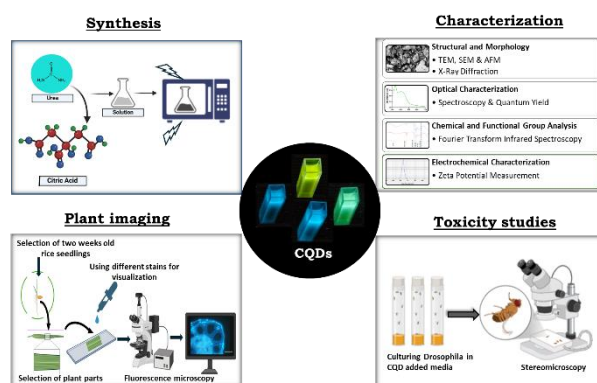 Synthesis
Urea
Solution
Citric Acid
Characterization
Structural and Morphology
• TEM, SEM & AFM
• X-Ray Diffraction
Optical Characterization
• Spectroscopy & Quantum Yield
Chemical and Functional Group Analysis
• Fourier Transform Infrared Spectroscopy
Electrochemical Characterization
• Zeta Potential Measurement
CQDs
Plant imaging
Selection of two weeks old
rice seedlings
Using different stains for
visualization
Selection of plant parts
Fluorescence microscopy
Toxicity studies
Culturing Drosophila in
CQD added media
Stereomicroscopy